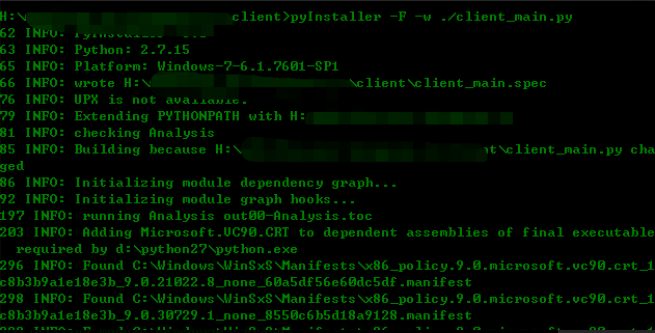 H:\ client>pyInstaller -F -w ./client_main.py
62 INFO:
63 INFO: Python: 2.7.15
65 INFO: Platform: Windows-7-6.1.7601-SP1
66 INFO: wrote H:\ \client\client_main.spec
76 INFO: UPX is not available.
79 INFO: Extending PYTHONPATH with H:
81 INFO: checking Analysis
85 INFO: Building because H:\ nt\client_main.py cha
ged
86 INFO: Initializing module dependency graph...
92 INFO: Initializing module graph hooks...
197 INFO: running Analysis out00-Analysis.toc
203 INFO: Adding Microsoft.VC90.CRT to dependent assemblies of final executable
required by d:\python27\python.exe
296 INFO: Found C:\Windows\WinSxS\Manifests\x86_policy.9.0.microsoft.vc90.crt_1
c8b3b9a1e18e3b_9.0.21022.8_none_60a5df56e60dc5df.manifest
298 INFO: Found C:\Windows\WinSxS\Manifests\x86_policy.9.0.microsoft.vc90.crt_1
c8b3b9a1e18e3b_9.0.30729.1_none_8550c6b5d18a9128.manifest